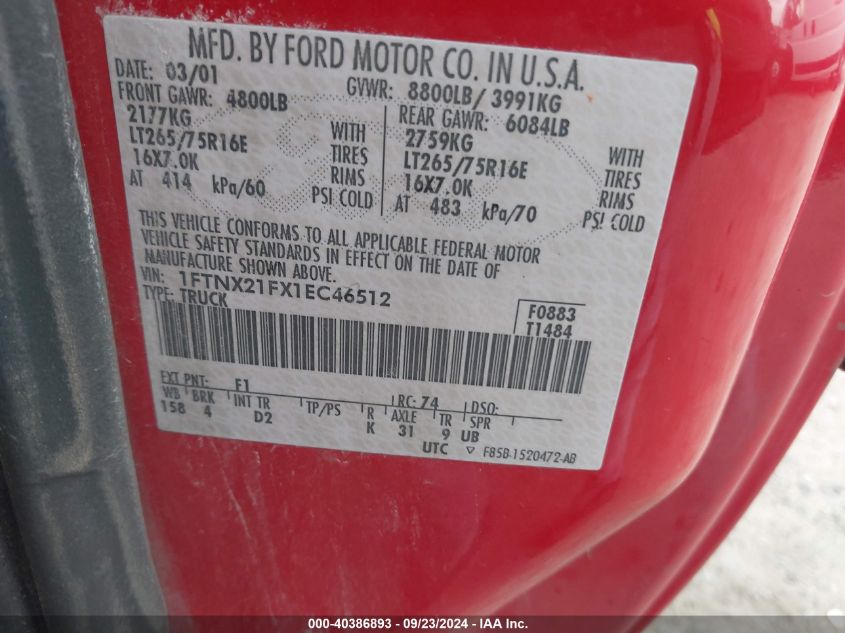 MFD. BY FORD MOTOR CO. IN U.S.A.
DATE: 03/01 GVWR: 8800LB/ 3991KG
FRONT GAWR: 4800LB REAR GAWR: 6084LB
2177KG WITH 2759KG WITH
LT265/75R16E TIRES LT265/75R16E TIRES
16X7.0K RIMS 16X7.0K RIMS
AT 414 kPa/60 PSI COLD AT 483 kPa/70 PSI COLD
THIS VEHICLE CONFORMS TO ALL APPLICABLE FEDERAL MOTOR
VEHICLE SAFETY STANDARDS IN EFFECT ON THE DATE OF
MANUFACTURE SHOWN ABOVE.
VIN: 1FTNX21FX1EC46512 F0883
TYPE: TRUCK T1484
EXT PNT: F1 RC: 74 DSO:
WB BRK INT TR TP/PS R AXLE TR SPR
158 4 D2 K 31 9 UB
UTC ▽ F85B-1520472-AB
000-40386893 - 09/23/2024 - IAA Inc.